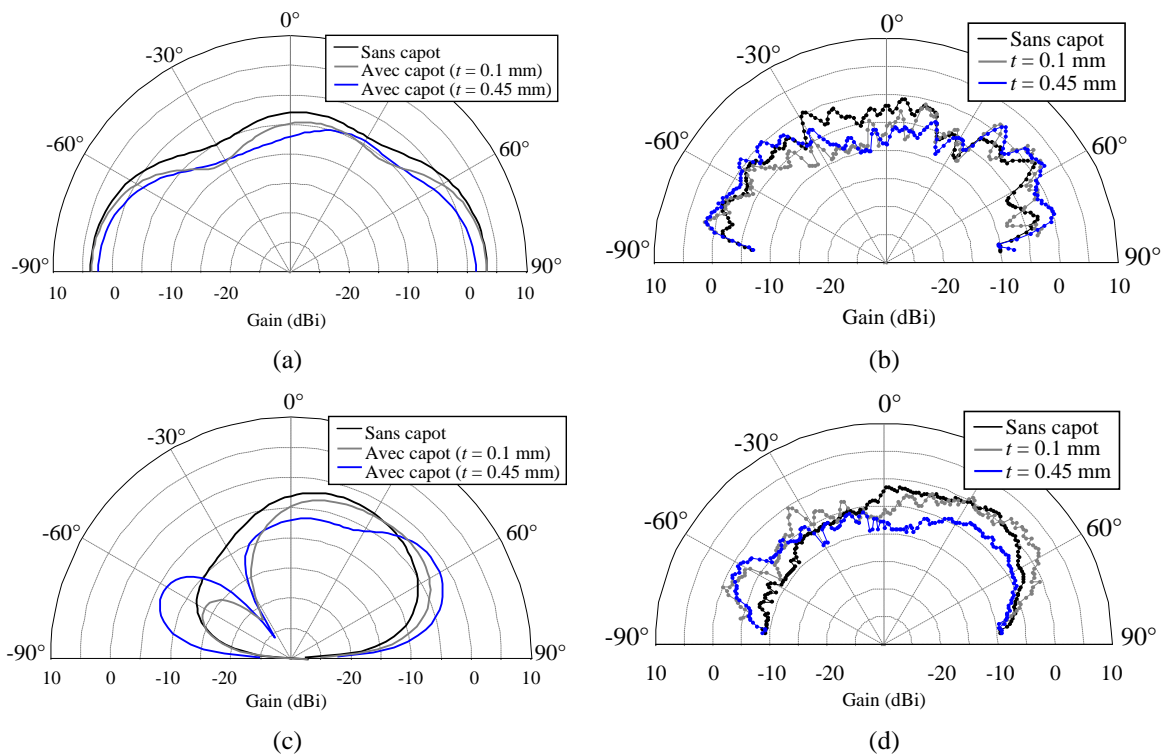 0°
-30°
-60°
60°
-90°
90°
Sans capot
Avec capot (t = 0.1 mm)
Avec capot (t = 0.45 mm)
10 0 -10 -20 -20 -10 0 10
Gain (dBi)
(a)
0°
-30°
-60°
60°
-90°
90°
Sans capot
t = 0.1 mm
t = 0.45 mm
10 0 -10 -20 -20 -10 0 10
Gain (dBi)
(b)
0°
-30°
-60°
60°
-90°
90°
Sans capot
Avec capot (t = 0.1 mm)
Avec capot (t = 0.45 mm)
10 0 -10 -20 -20 -10 0 10
Gain (dBi)
(c)
0°
-30°
-60°
60°
-90°
90°
Sans capot
t = 0.1 mm
t = 0.45 mm
10 0 -10 -20 -20 -10 0 10
Gain (dBi)
(d)